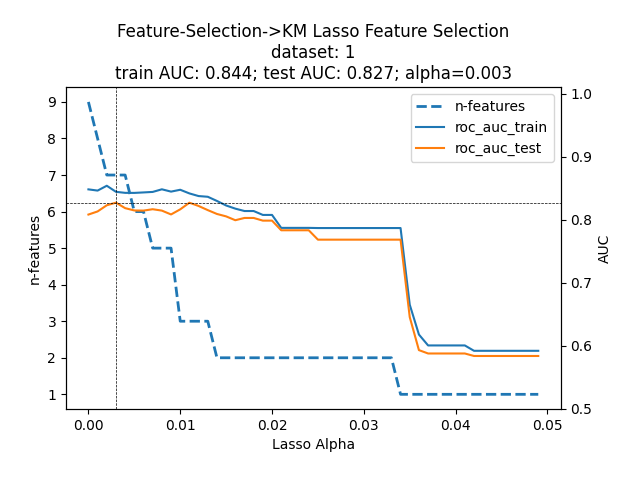 Feature-Selection->KM Lasso Feature Selection
dataset: 1
train AUC: 0.844; test AUC: 0.827; alpha=0.003
n-features
roc_auc_train
roc_auc_test
9
8
7
6
5
4
3
2
1
n-features
1.0
0.9
0.8
0.7
0.6
0.5
AUC
0.00 0.01 0.02 0.03 0.04 0.05
Lasso Alpha